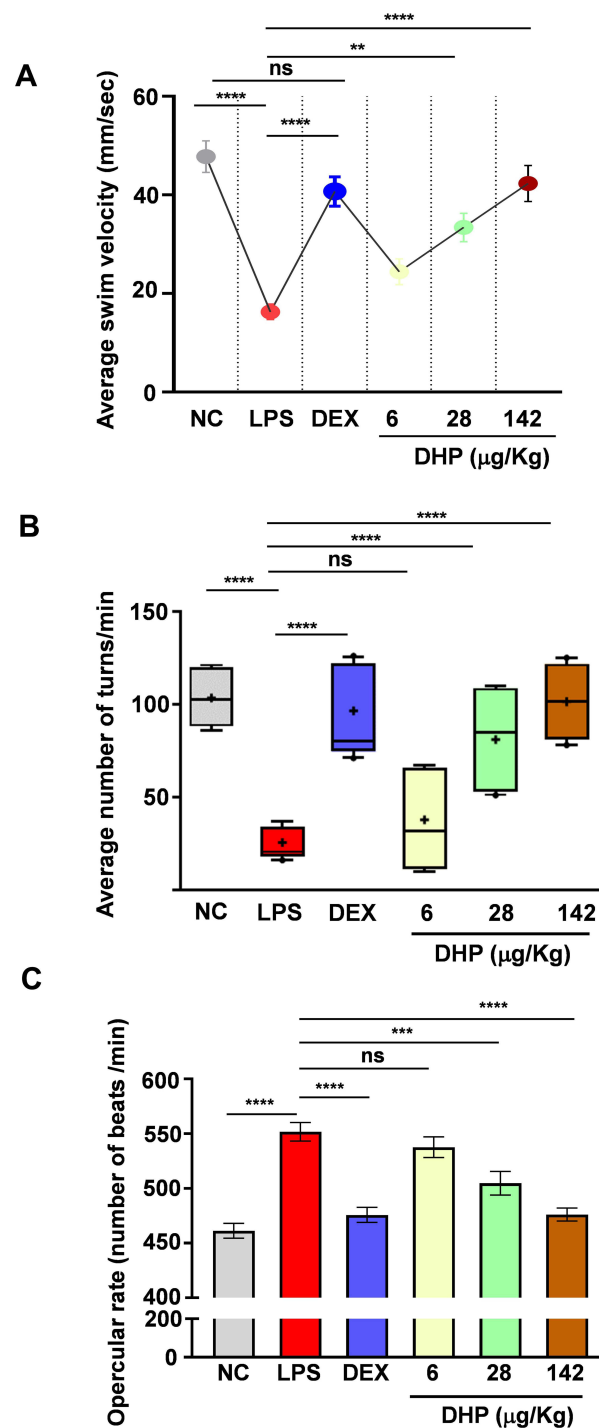 ****
**
A
ns
60
****
****
40
20
0
Average swim velocity (mm/sec)
NC LPS DEX 6 28 142
DHP (μg/Kg)
B
****
****
ns
****
****
150
100
50
Average number of turns/min
NC LPS DEX 6 28 142
DHP (μg/Kg)
C
****
***
ns
****
****
600
550
500
450
400
200
0
Opercular rate (number of beats /min)
NC LPS DEX 6 28 142
DHP (μg/Kg)